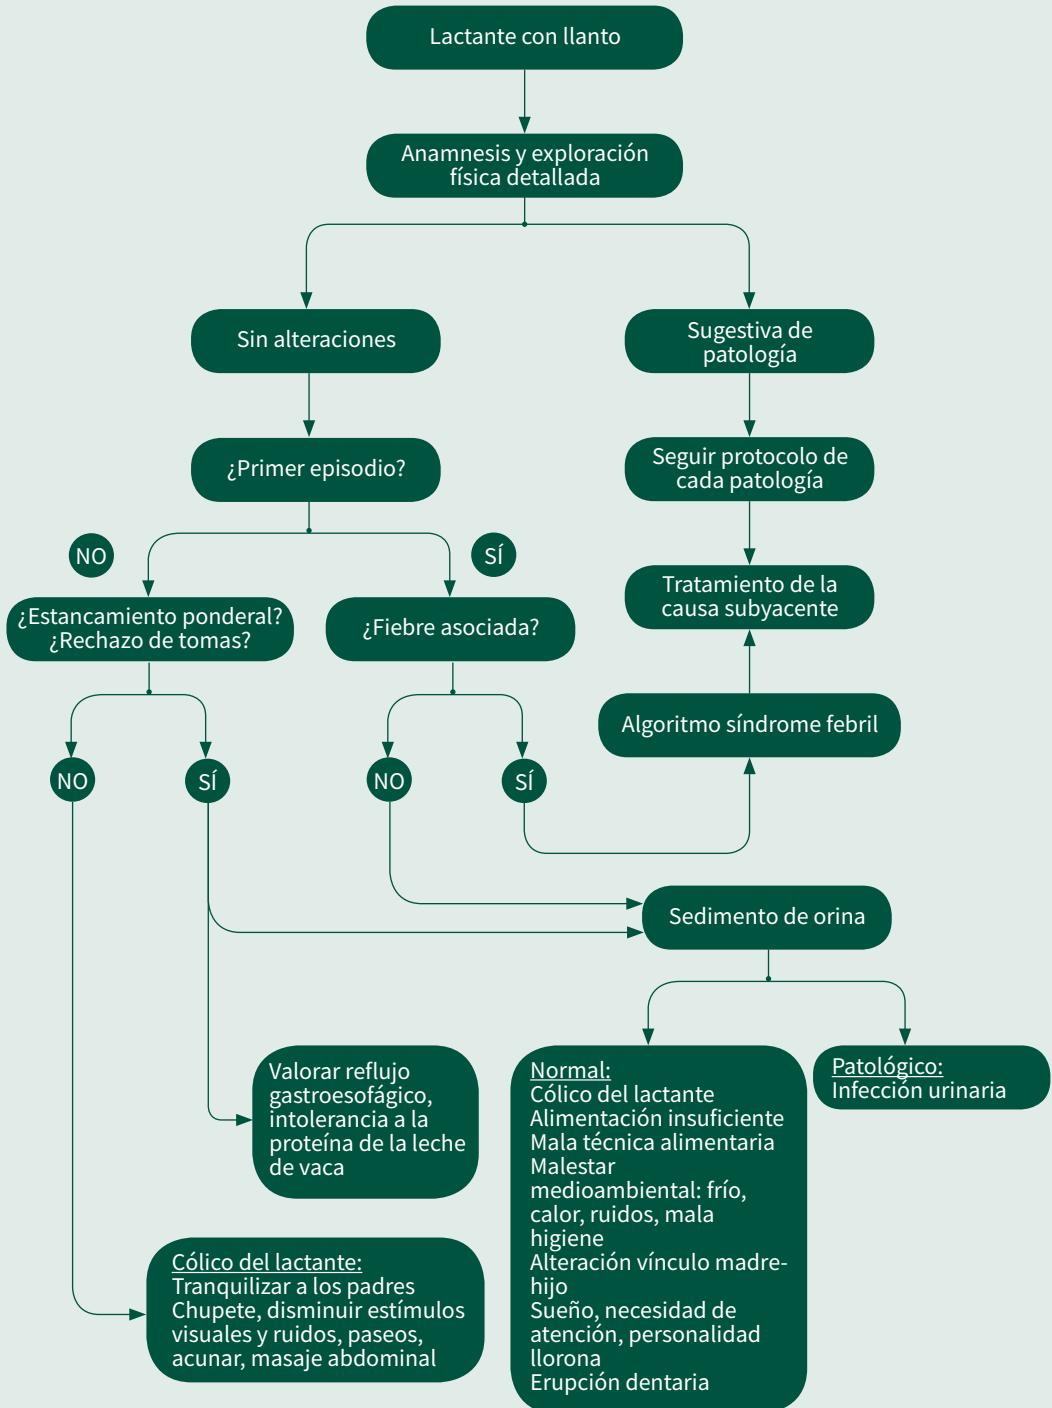 Lactante con llanto
Anamnesis y exploración
física detallada
Sin alteraciones
Sugestiva de
patología
¿Primer episodio?
Seguir protocolo de
cada patología
NO
SÍ
Tratamiento de la
causa subyacente
¿Estancamiento ponderal?
¿Rechazo de tomas?
¿Fiebre asociada?
Algoritmo síndrome febril
NO
SÍ
NO
SÍ
Sedimento de orina
Valorar reflujo
gastroesofágico,
intolerancia a la
proteína de la leche
de vaca
Normal:
Cólico del lactante
Alimentación insuficiente
Mala técnica alimentaria
Malestar
medioambiental: frío,
calor, ruidos, mala
higiene
Alteración vínculo madre-
hijo
Sueño, necesidad de
atención, personalidad
llorona
Erupción dentaria
Patológico:
Infección urinaria
Cólico del lactante:
Tranquilizar a los padres
Chupete, disminuir estímulos
visuales y ruidos, paseos,
acunar, masaje abdominal